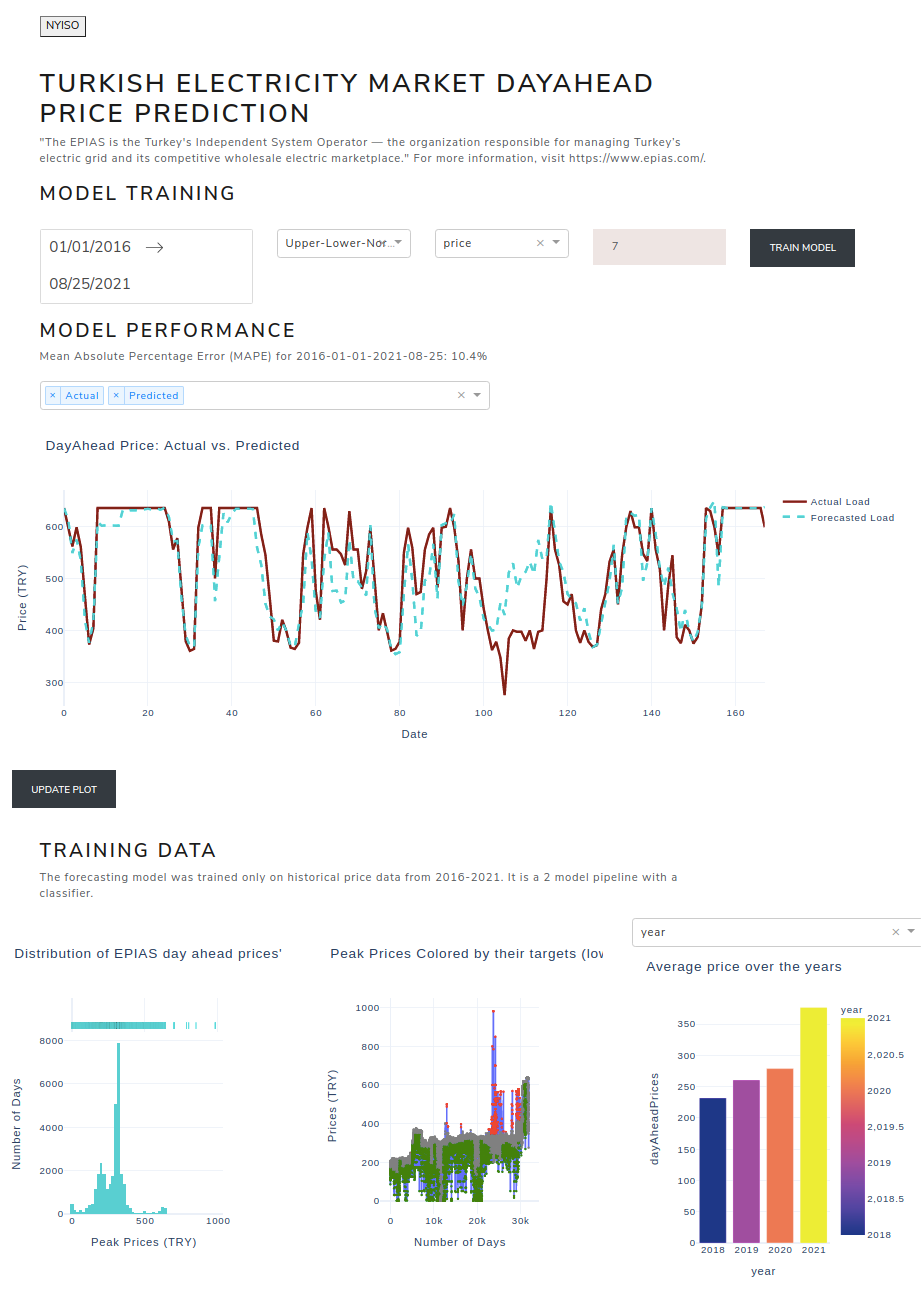 NYISO
TURKISH ELECTRICITY MARKET DAYAHEAD
PRICE PREDICTION
"The EPIAS is the Turkey's Independent System Operator — the organization responsible for managing Turkey's
electric grid and its competitive wholesale electric marketplace." For more information, visit https://www.epias.com/.
MODEL TRAINING
01/01/2016 →
08/25/2021
Upper-Lower-Nor...
price ×
7
TRAIN MODEL
MODEL PERFORMANCE
Mean Absolute Percentage Error (MAPE) for 2016-01-01-2021-08-25: 10.4%
× Actual × Predicted ×
DayAhead Price: Actual vs. Predicted
Actual Load
Forecasted Load
600
500
400
300
Price (TRY)
0 20 40 60 80 100 120 140 160
Date
UPDATE PLOT
TRAINING DATA
The forecasting model was trained only on historical price data from 2016-2021. It is a 2 model pipeline with a
classifier.
Distribution of EPIAS day ahead prices'
8000
6000
4000
2000
0
Number of Days
0 500 1000
Peak Prices (TRY)
Peak Prices Colored by their targets (low
1000
800
600
400
200
0
Prices (TRY)
0 10k 20k 30k
Number of Days
year ×
Average price over the years
350
300
250
200
150
100
50
0
dayAheadPrices
2018 2019 2020 2021
year
year
2021
2,020.5
2020
2,019.5
2019
2,018.5
2018